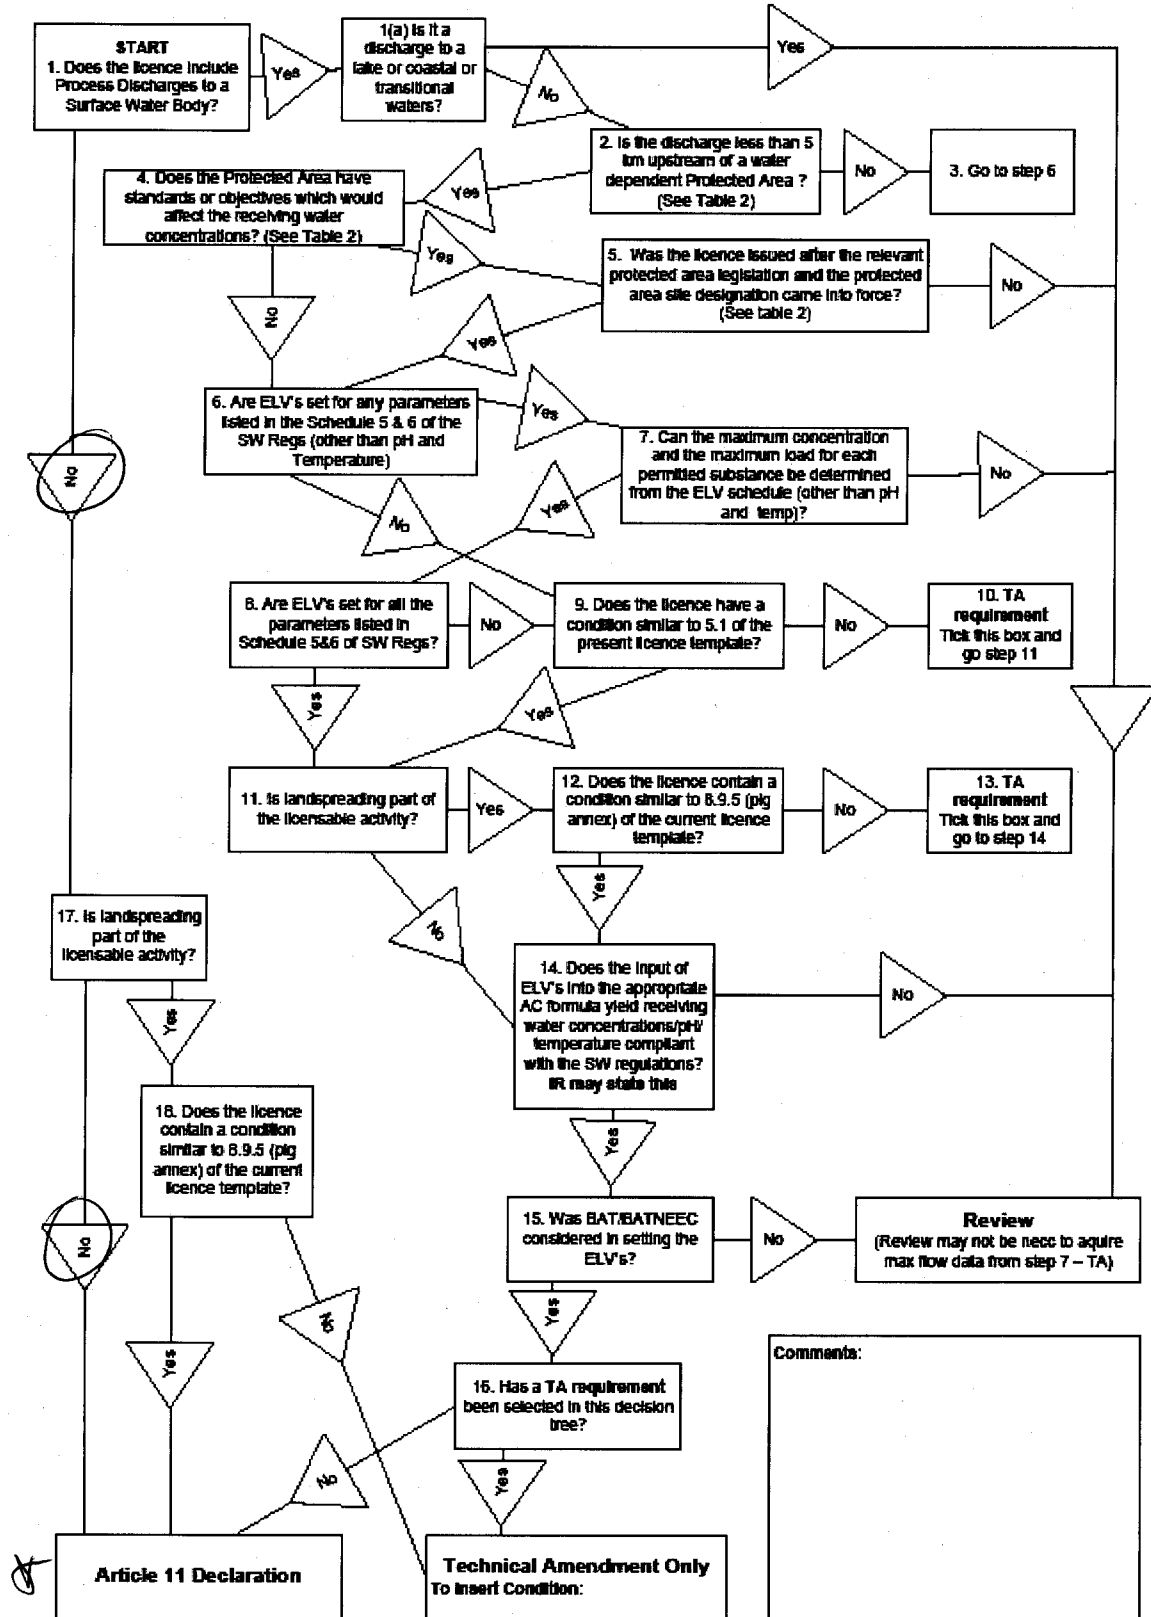 START
1. Does the licence include
Process Discharges to a
Surface Water Body?
Yes
1(a) Is it a
discharge to a
lake or coastal or
transitional
waters?
Yes
No
2. Is the discharge less than 5
km upstream of a water
dependent Protected Area ?
(See Table 2)
No
3. Go to step 6
Yes
4. Does the Protected Area have
standards or objectives which would
affect the receiving water
concentrations? (See Table 2)
Yes
5. Was the licence issued after the relevant
protected area legislation and the protected
area site designation came into force?
(See table 2)
No
No
Yes
6. Are ELV's set for any parameters
listed in the Schedule 5 & 6 of the
SW Regs (other than pH and
Temperature)
Yes
7. Can the maximum concentration
and the maximum load for each
permitted substance be determined
from the ELV schedule (other than pH
and temp)?
No
No
Yes
No
8. Are ELV's set for all the
parameters listed in
Schedule 5&6 of SW Regs?
No
9. Does the licence have a
condition similar to 5.1 of the
present licence template?
No
10. TA
requirement
Tick this box and
go step 11
Yes
Yes
11. Is landspreading part of
the licensable activity?
Yes
12. Does the licence contain a
condition similar to 8.9.5 (pig
annex) of the current licence
template?
No
13. TA
requirement
Tick this box and
go to step 14
Yes
No
17. Is landspreading
part of the
licensable activity?
14. Does the input of
ELV's into the appropriate
AC formula yield receiving
water concentrations/pH/
temperature compliant
with the SW regulations?
IR may state this
No
Yes
18. Does the licence
contain a condition
similar to 8.9.5 (pig
annex) of the current
licence template?
Yes
15. Was BAT/BATNEEC
considered in setting the
ELV's?
No
Review
(Review may not be necc to aquire
max flow data from step 7 – TA)
No
Yes
No
Yes
Comments:
16. Has a TA requirement
been selected in this decision
tree?
No
Yes
Article 11 Declaration
Technical Amendment Only
To Insert Condition: